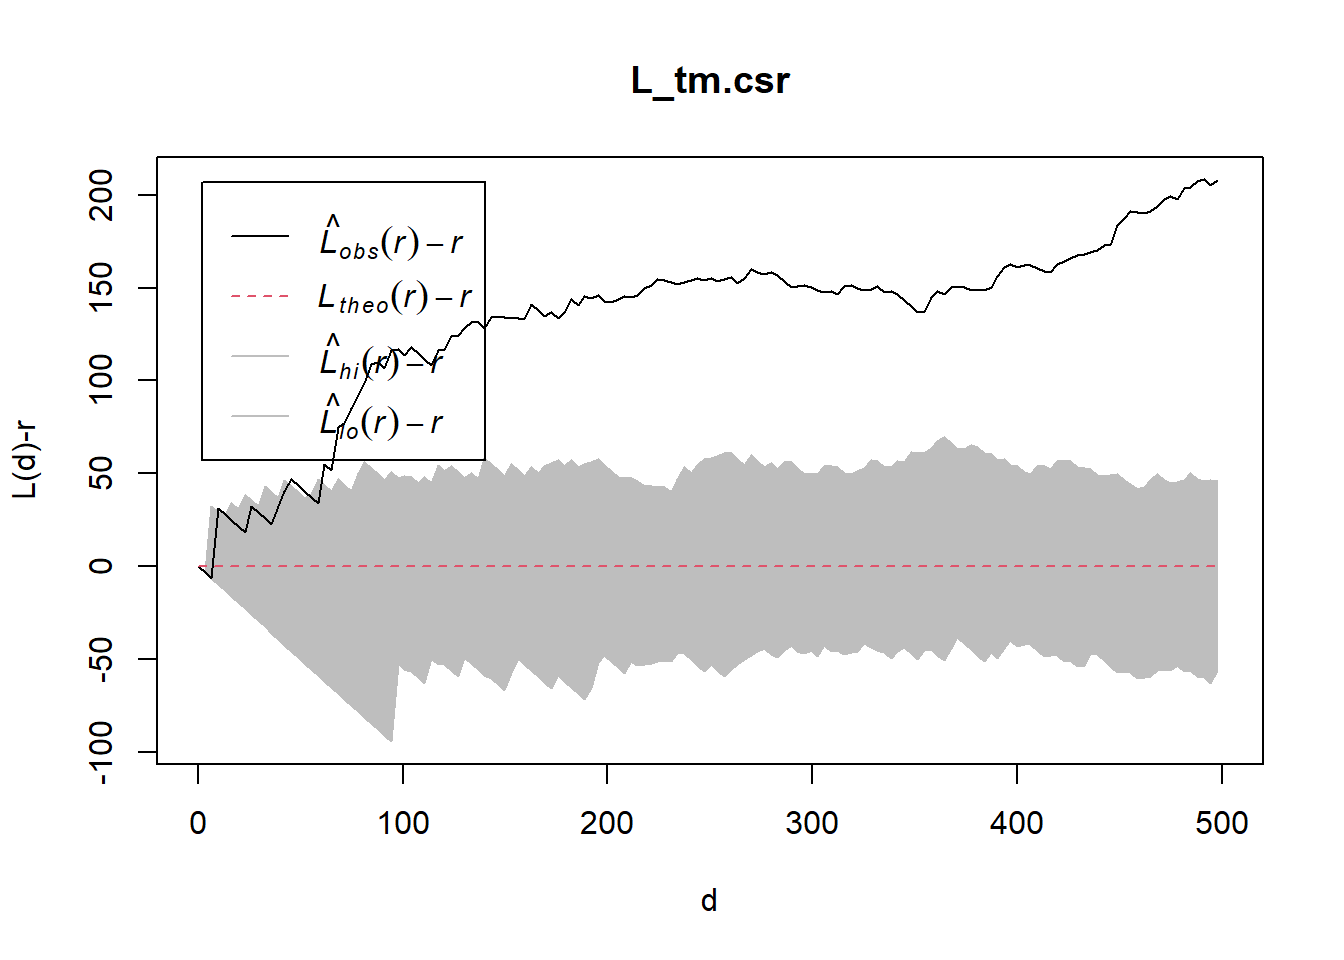 L_tm.csr
L̂obs(r) − r
Ltheo(r) − r
L̂hi(r) − r
L̂lo(r) − r
L(d)-r
200
150
100
50
0
-50
-100
0 100 200 300 400 500
d